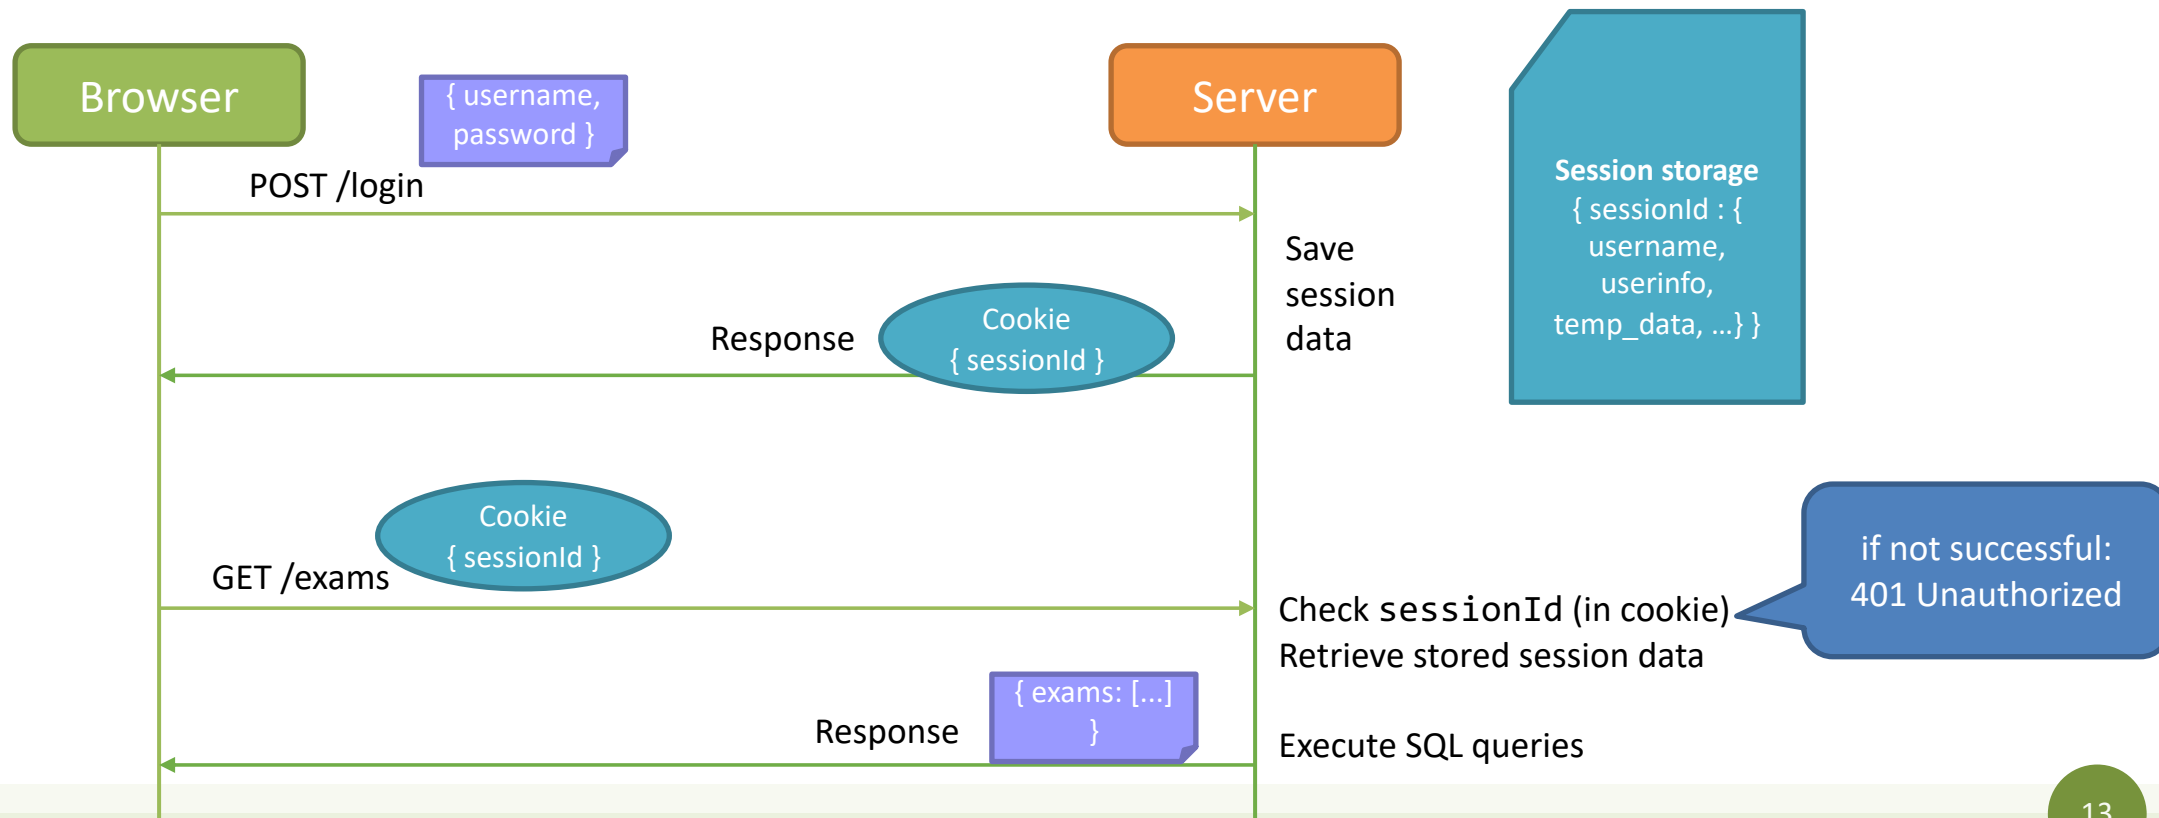 Browser
{ username,
password }
Server
POST /login
Session storage
{ sessionId : {
username,
userinfo,
temp_data, …} }
Save
session
data
Response
Cookie
{ sessionId }
Cookie
{ sessionId }
GET /exams
if not successful:
401 Unauthorized
Check sessionId (in cookie)
Retrieve stored session data
{ exams: [...]
}
Response
Execute SQL queries
13